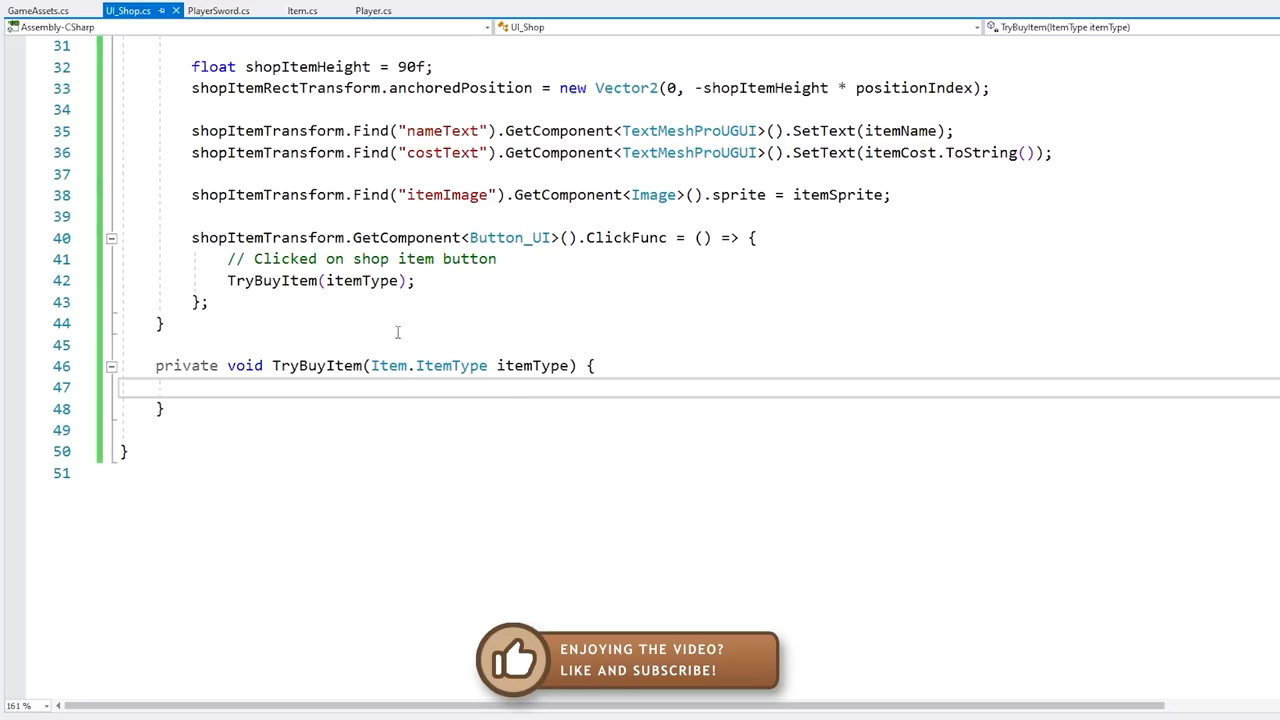 GameAssets.cs UI_Shop.cs PlayerSword.cs Item.cs Player.cs
Assembly-CSharp UI_Shop TryBuyItem(ItemType itemType)
31
32 float shopItemHeight = 90f;
33 shopItemRectTransform.anchoredPosition = new Vector2(0, -shopItemHeight * positionIndex);
34
35 shopItemTransform.Find("nameText").GetComponent<TextMeshProUGUI>().SetText(itemName);
36 shopItemTransform.Find("costText").GetComponent<TextMeshProUGUI>().SetText(itemCost.ToString());
37
38 shopItemTransform.Find("itemImage").GetComponent<Image>().sprite = itemSprite;
39
40 shopItemTransform.GetComponent<Button_UI>().ClickFunc = () => {
41 // Clicked on shop item button
42 TryBuyItem(itemType);
43 };
44 }
45
46 private void TryBuyItem(Item.ItemType itemType) {
47
48 }
49
50 }
51
ENJOYING THE VIDEO?
LIKE AND SUBSCRIBE!
161 %